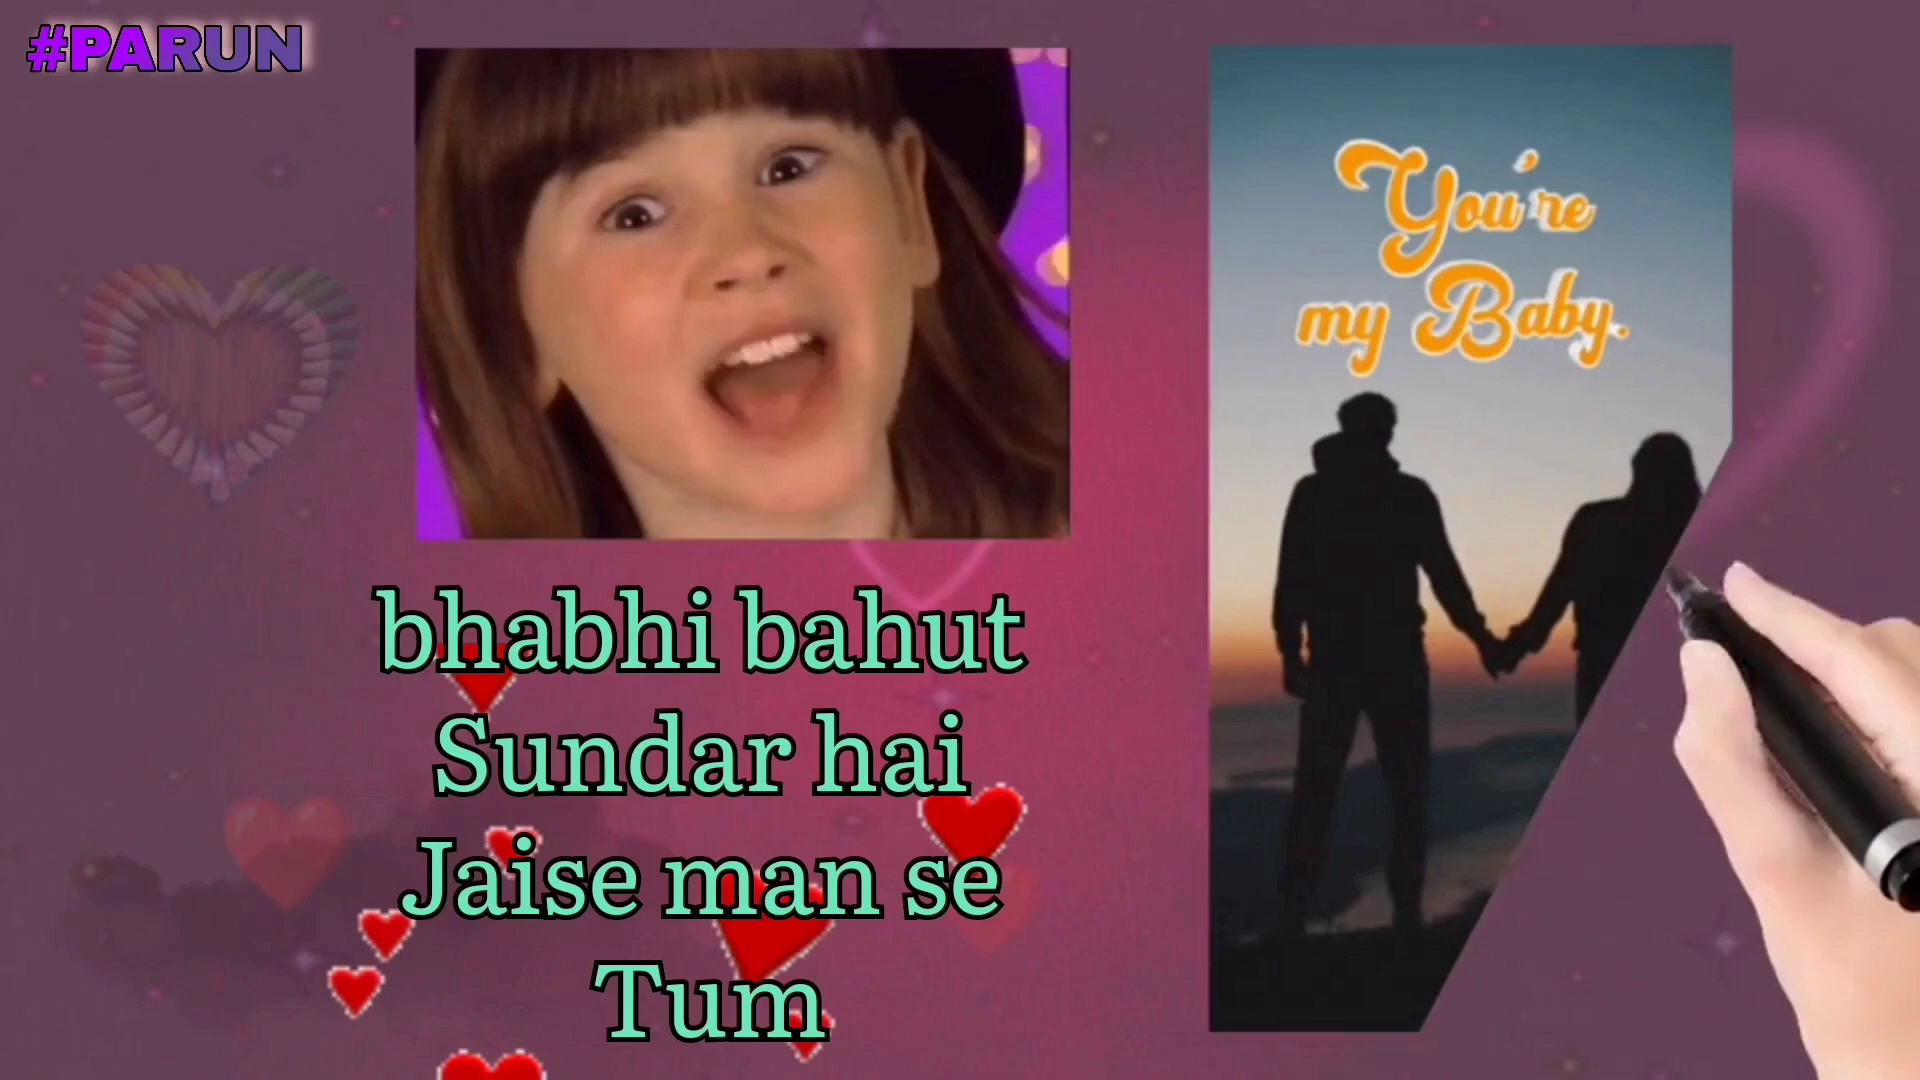 #PARUN
You're
my Baby.
bhabhi bahut
Sundar hai
Jaise man se
Tum